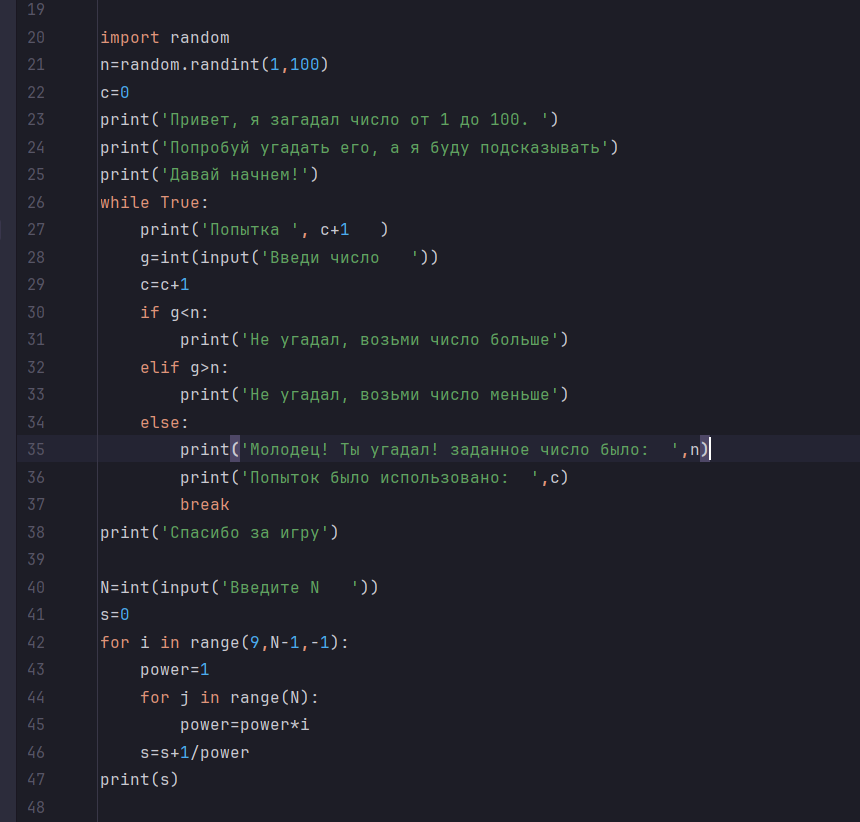 19
20 import random
21 n=random.randint(1,100)
22 c=0
23 print('Привет, я загадал число от 1 до 100. ')
24 print('Попробуй угадать его, а я буду подсказывать')
25 print('Давай начнем!')
26 while True:
27     print('Попытка ', c+1   )
28     g=int(input('Введи число   '))
29     c=c+1
30     if g<n:
31         print('Не угадал, возьми число больше')
32     elif g>n:
33         print('Не угадал, возьми число меньше')
34     else:
35         print('Молодец! Ты угадал! заданное число было:  ',n)
36         print('Попыток было использовано:  ',c)
37         break
38 print('Спасибо за игру')
39
40 N=int(input('Введите N   '))
41 s=0
42 for i in range(9,N-1,-1):
43     power=1
44     for j in range(N):
45         power=power*i
46     s=s+1/power
47 print(s)
48